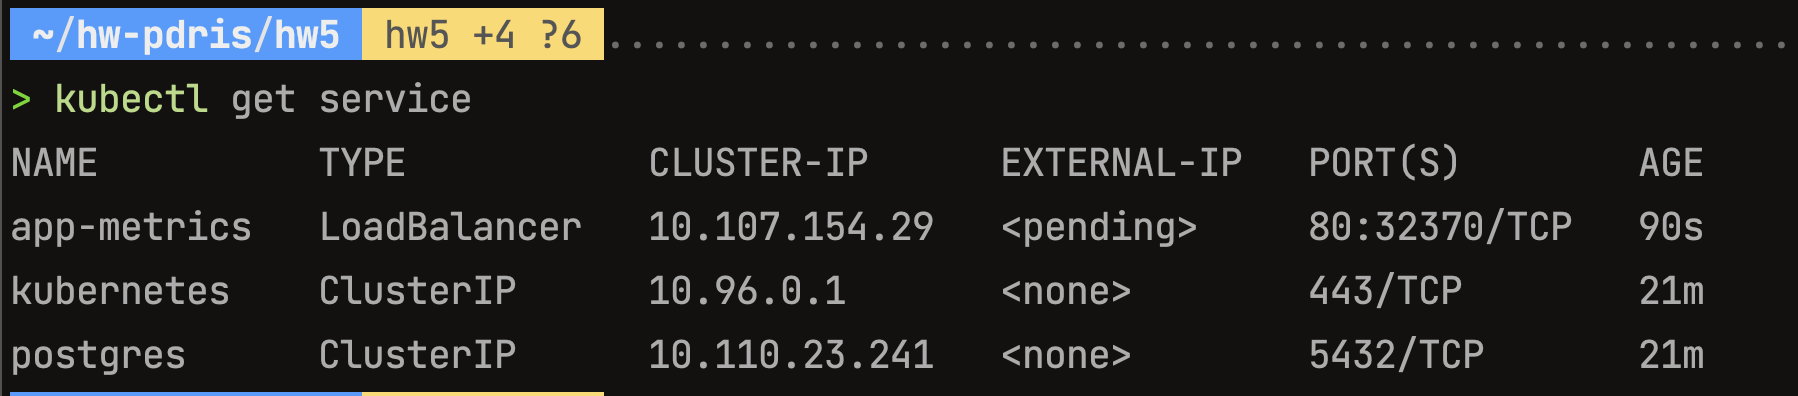 ~/hw-pdris/hw5 hw5 +4 ?6
> kubectl get service
NAME TYPE CLUSTER-IP EXTERNAL-IP PORT(S) AGE
app-metrics LoadBalancer 10.107.154.29 <pending> 80:32370/TCP 90s
kubernetes ClusterIP 10.96.0.1 <none> 443/TCP 21m
postgres ClusterIP 10.110.23.241 <none> 5432/TCP 21m